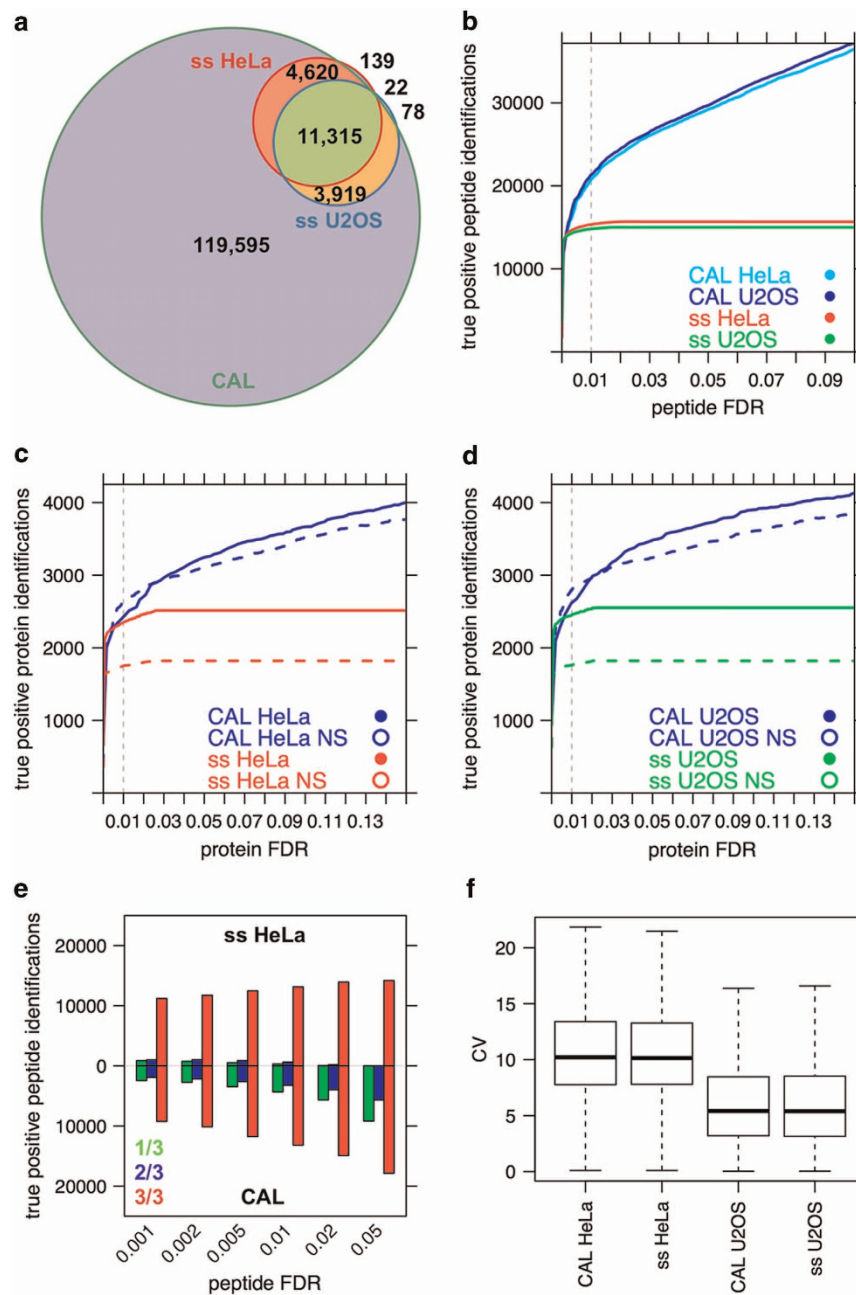 a
ss HeLa
4,620
139
22
78
11,315
3,919
ss U2OS
119,595
CAL
b
true positive peptide identifications
30000
20000
10000
CAL HeLa
CAL U2OS
ss HeLa
ss U2OS
0.01 0.03 0.05 0.07 0.09
peptide FDR
c
true positive protein identifications
4000
3000
2000
1000
CAL HeLa
CAL HeLa NS
ss HeLa
ss HeLa NS
0.01 0.03 0.05 0.07 0.09 0.11 0.13
protein FDR
d
true positive protein identifications
4000
3000
2000
1000
CAL U2OS
CAL U2OS NS
ss U2OS
ss U2OS NS
0.01 0.03 0.05 0.07 0.09 0.11 0.13
protein FDR
e
true positive peptide identifications
20000
10000
0
10000
20000
ss HeLa
1/3
2/3
3/3
CAL
0.001 0.002 0.005 0.01 0.02 0.05
peptide FDR
f
CV
20
15
10
5
0
CAL HeLa
ss HeLa
CAL U2OS
ss U2OS